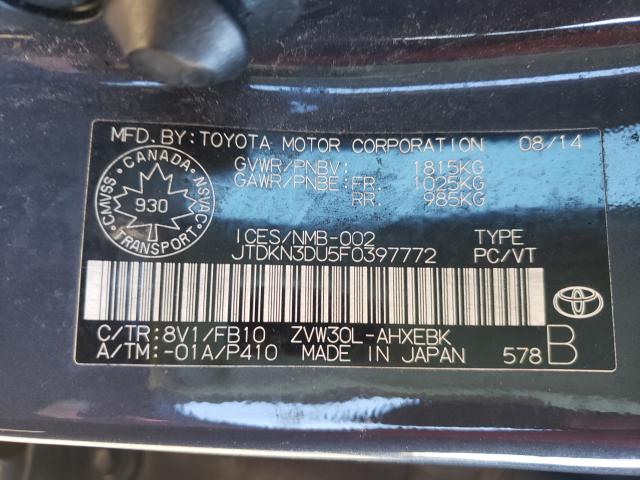 MFD. BY: TOYOTA MOTOR CORPORATION 08/14
GVWR/PNBV: 1815KG
GAWR/PNBE: FR. 1025KG
RR. 985KG
CANADA
CMVSS NSVAC
930
TRANSPORT
ICES/NMB-002 TYPE
JTDKN3DU5F0397772 PC/VT
C/TR: 8V1/FB10 ZVW30L-AHXEBK
A/TM: -01A/P410 MADE IN JAPAN 578 B